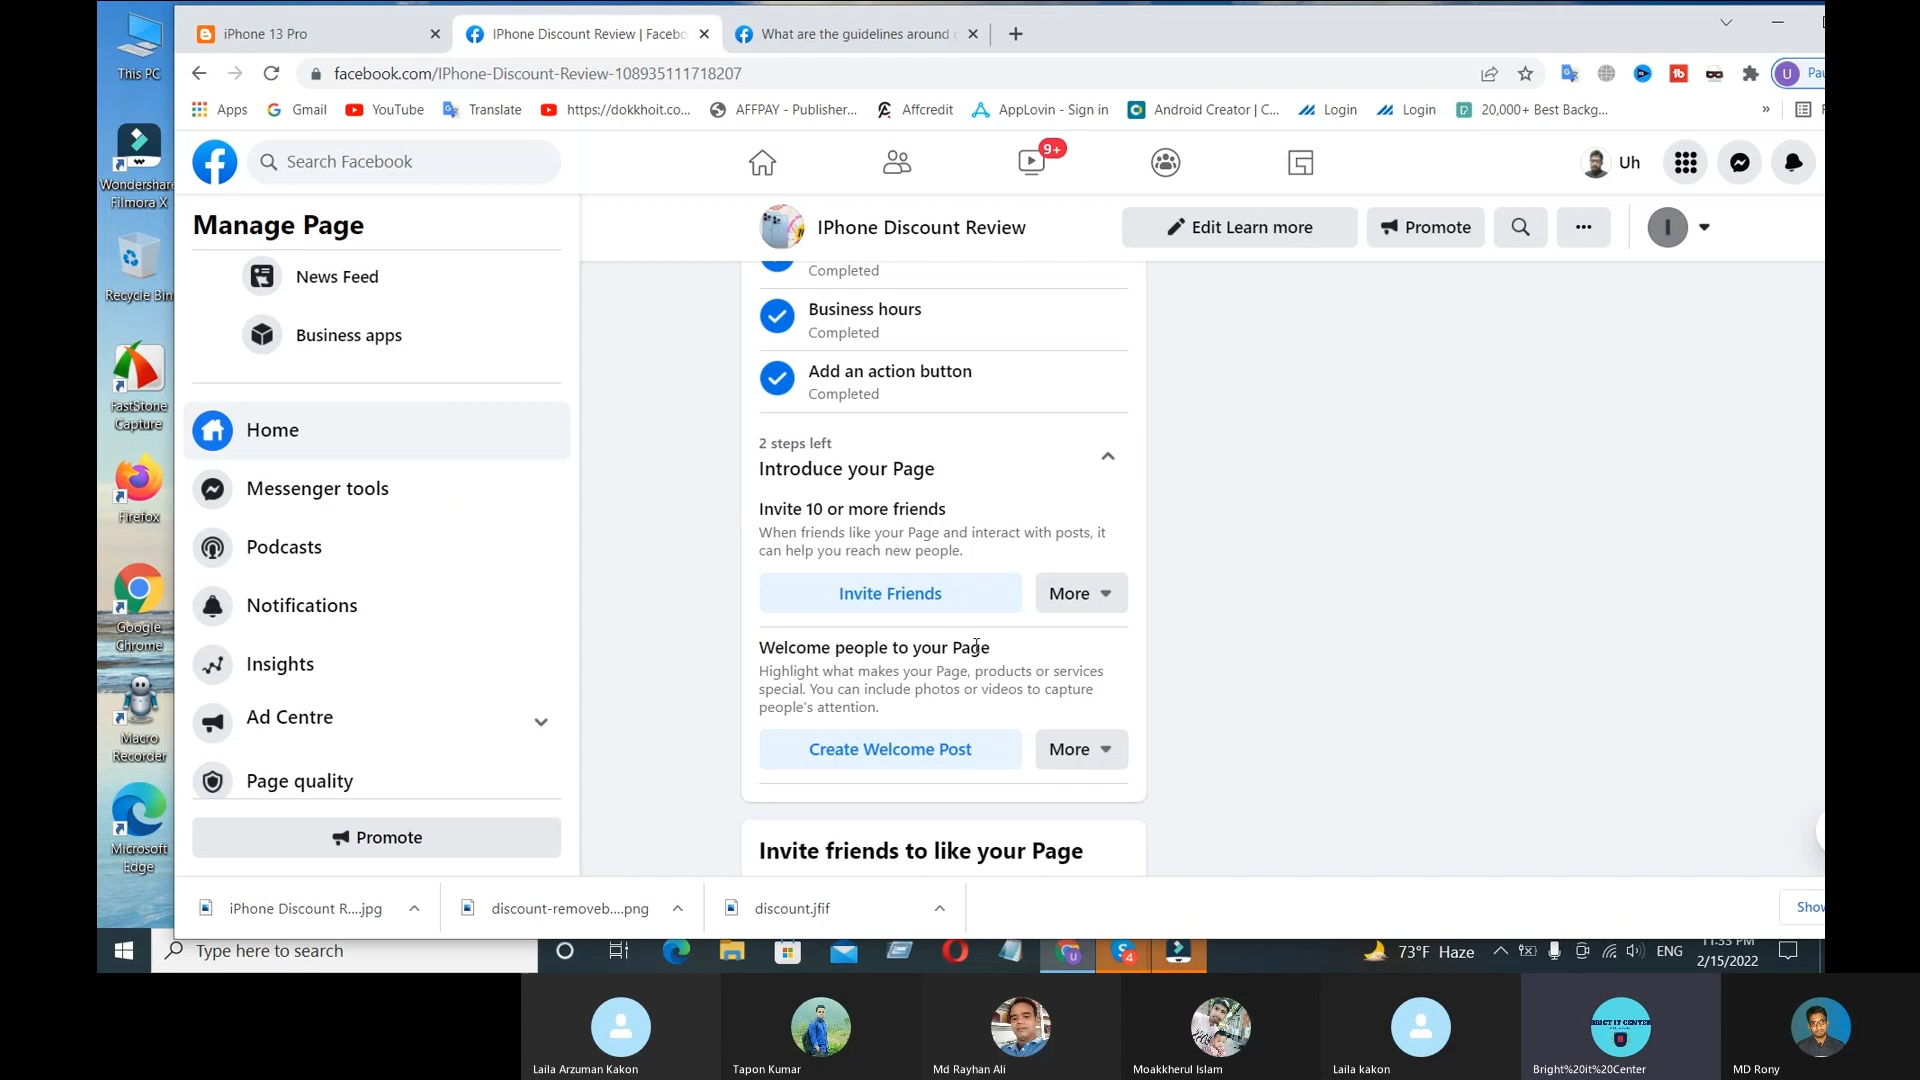 This PC
Wondershare
Filmora X
Recycle Bin
FastStone
Capture
Firefox
Google
Chrome
Macro
Recorder
Microsoft
Edge
iPhone 13 Pro
IPhone Discount Review | Facebo
What are the guidelines around
facebook.com/IPhone-Discount-Review-108935111718207
U
Pau
Apps
Gmail
YouTube
Translate
https://dokkhoit.co...
AFFPAY - Publisher...
Affcredit
AppLovin - Sign in
Android Creator | C...
Login
Login
20,000+ Best Backg...
»
Search Facebook
9+
Uh
Manage Page
News Feed
Business apps
Home
Messenger tools
Podcasts
Notifications
Insights
Ad Centre
Page quality
Promote
IPhone Discount Review
Edit Learn more
Promote
I
Completed
Business hours
Completed
Add an action button
Completed
2 steps left
Introduce your Page
Invite 10 or more friends
When friends like your Page and interact with posts, it
can help you reach new people.
Invite Friends
More
Welcome people to your Page
Highlight what makes your Page, products or services
special. You can include photos or videos to capture
people's attention.
Create Welcome Post
More
Invite friends to like your Page
iPhone Discount R....jpg
discount-removeb....png
discount.jfif
Show
Type here to search
73°F Haze
ENG
11:33 PM
2/15/2022
Laila Arzuman Kakon
Tapon Kumar
Md Rayhan Ali
Moakkherul Islam
Laila kakon
Bright%20it%20Center
MD Rony